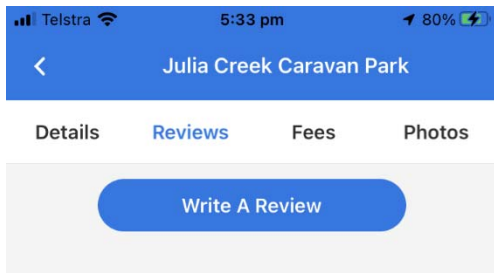 Telstra 5:33 pm 80%
Julia Creek Caravan Park
Details Reviews Fees Photos
Write A Review